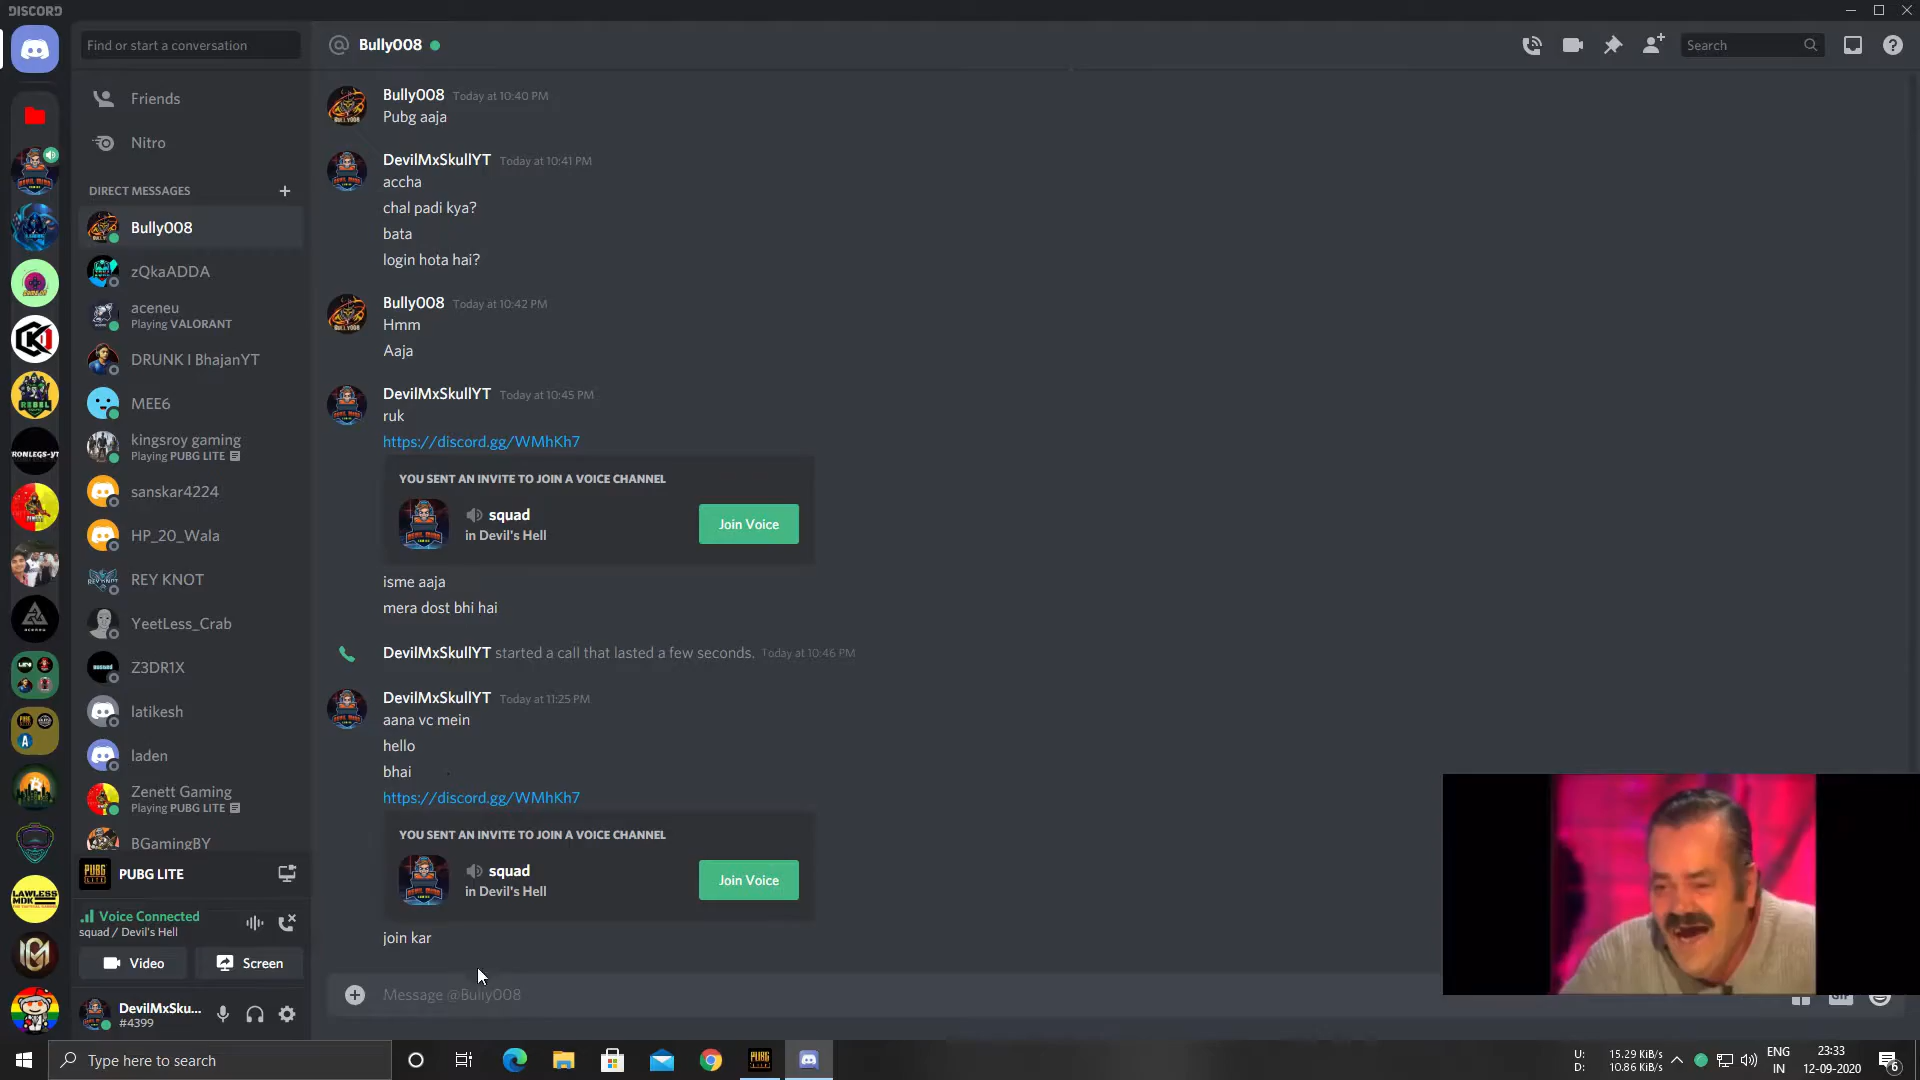 DISCORD
Find or start a conversation
Bully008
Search
Friends
Nitro
DIRECT MESSAGES
Bully008
zQkaADDA
aceneu
Playing VALORANT
DRUNK I BhajanYT
MEE6
kingsroy gaming
Playing PUBG LITE
sanskar4224
HP_20_Wala
REY KNOT
YeetLess_Crab
Z3DR1X
latikesh
laden
Zenett Gaming
Playing PUBG LITE
BGamingBY
PUBG LITE
Voice Connected
squad / Devil's Hell
Video
Screen
DevilMxSku...
#4399
Bully008 Today at 10:40 PM
Pubg aaja
DevilMxSkullYT Today at 10:41 PM
accha
chal padi kya?
bata
login hota hai?
Bully008 Today at 10:42 PM
Hmm
Aaja
DevilMxSkullYT Today at 10:45 PM
ruk
https://discord.gg/WMhKh7
YOU SENT AN INVITE TO JOIN A VOICE CHANNEL
squad
in Devil's Hell
Join Voice
isme aaja
mera dost bhi hai
DevilMxSkullYT started a call that lasted a few seconds. Today at 10:46 PM
DevilMxSkullYT Today at 11:25 PM
aana vc mein
hello
bhai
https://discord.gg/WMhKh7
YOU SENT AN INVITE TO JOIN A VOICE CHANNEL
squad
in Devil's Hell
Join Voice
join kar
Message @Bully008
GIF
Type here to search
U: 15.29 KiB/s
D: 10.86 KiB/s
ENG
IN
23:33
12-09-2020
6
RONLEGS-YT
REBEL
LAWLESS
MDK
A